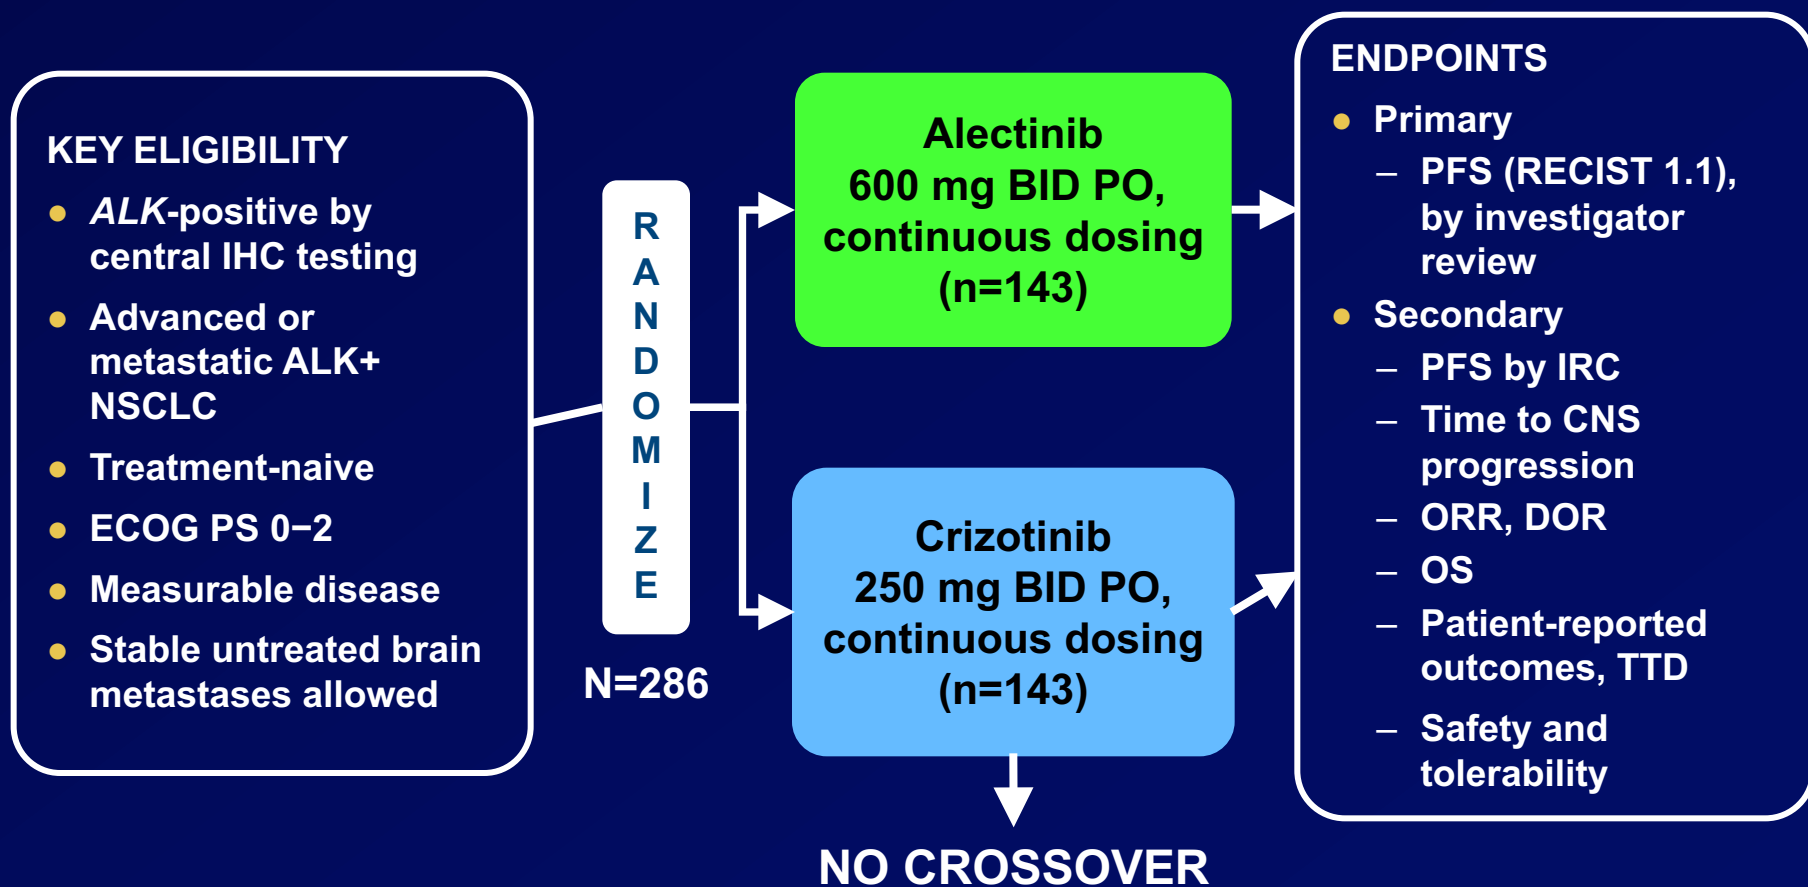 KEY ELIGIBILITY
● ALK-positive by
central IHC testing
● Advanced or
metastatic ALK+
NSCLC
● Treatment-naive
● ECOG PS 0−2
● Measurable disease
● Stable untreated brain
metastases allowed
R
A
N
D
O
M
I
Z
E
N=286
Alectinib
600 mg BID PO,
continuous dosing
(n=143)
Crizotinib
250 mg BID PO,
continuous dosing
(n=143)
NO CROSSOVER
ENDPOINTS
● Primary
– PFS (RECIST 1.1),
by investigator
review
● Secondary
– PFS by IRC
– Time to CNS
progression
– ORR, DOR
– OS
– Patient-reported
outcomes, TTD
– Safety and
tolerability